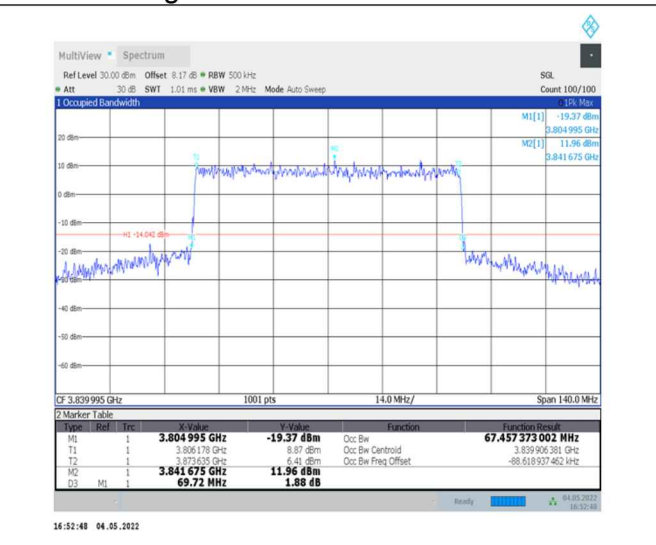 MultiView Spectrum
Ref Level 30.00 dBm Offset 8.17 dB RBW 500 kHz SGL
Att 30 dB SWT 1.01 ms VBW 2 MHz Mode Auto Sweep Count 100/100
1 Occupied Bandwidth 1Pk Max
M1[1] -19.37 dBm
3.804 995 GHz
M2[1] 11.96 dBm
3.841 675 GHz
20 dBm
M2
T1
10 dBm
0 dBm
-10 dBm
H1 -14.042 dBm
-20 dBm
-30 dBm
-40 dBm
-50 dBm
-60 dBm
CF 3.839 995 GHz 1001 pts 14.0 MHz/ Span 140.0 MHz
2 Marker Table
Type Ref Trc X-Value Y-Value Function Function Result
M1 1 3.804 995 GHz -19.37 dBm Occ Bw 67.457 373 002 MHz
T1 1 3.806 178 GHz 8.87 dBm Occ Bw Centroid 3.839 906 381 GHz
T2 1 3.873 635 GHz 6.41 dBm Occ Bw Freq Offset -88.618 937 462 kHz
M2 1 3.841 675 GHz 11.96 dBm
D3 M1 1 69.72 MHz 1.88 dB
Ready 04.05.2022
16:52:48
16:52:48 04.05.2022